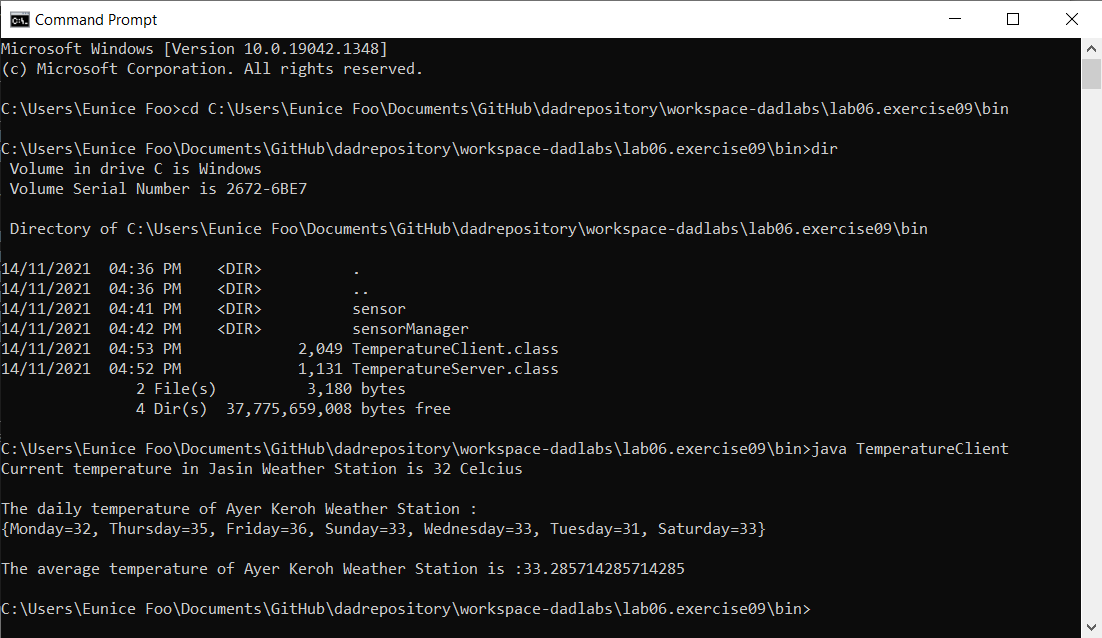 Command Prompt
Microsoft Windows [Version 10.0.19042.1348]
(c) Microsoft Corporation. All rights reserved.
C:\Users\Eunice Foo>cd C:\Users\Eunice Foo\Documents\GitHub\dadrepository\workspace-dadlabs\lab06.exercise09\bin
C:\Users\Eunice Foo\Documents\GitHub\dadrepository\workspace-dadlabs\lab06.exercise09\bin>dir
 Volume in drive C is Windows
 Volume Serial Number is 2672-6BE7
 Directory of C:\Users\Eunice Foo\Documents\GitHub\dadrepository\workspace-dadlabs\lab06.exercise09\bin
14/11/2021  04:36 PM    <DIR>          .
14/11/2021  04:36 PM    <DIR>          ..
14/11/2021  04:41 PM    <DIR>          sensor
14/11/2021  04:42 PM    <DIR>          sensorManager
14/11/2021  04:53 PM             2,049 TemperatureClient.class
14/11/2021  04:52 PM             1,131 TemperatureServer.class
               2 File(s)          3,180 bytes
               4 Dir(s)  37,775,659,008 bytes free
C:\Users\Eunice Foo\Documents\GitHub\dadrepository\workspace-dadlabs\lab06.exercise09\bin>java TemperatureClient
Current temperature in Jasin Weather Station is 32 Celcius
The daily temperature of Ayer Keroh Weather Station :
{Monday=32, Thursday=35, Friday=36, Sunday=33, Wednesday=33, Tuesday=31, Saturday=33}
The average temperature of Ayer Keroh Weather Station is :33.285714285714285
C:\Users\Eunice Foo\Documents\GitHub\dadrepository\workspace-dadlabs\lab06.exercise09\bin>